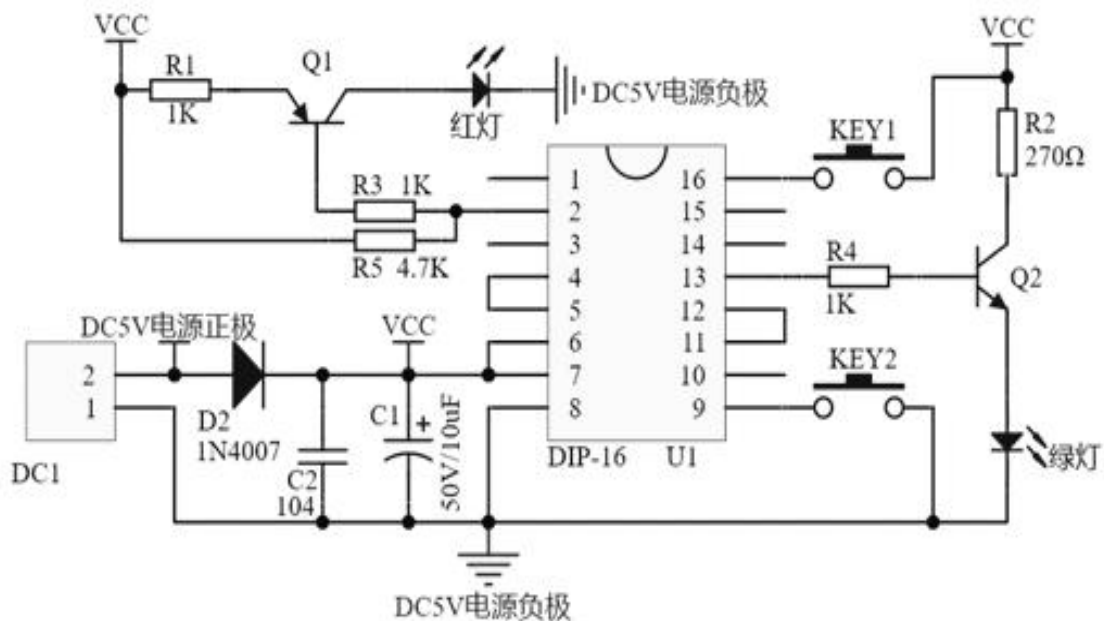 VCC
R1
1K
Q1
红灯
DC5V电源负极
VCC
R2
270Ω
KEY1
R3 1K
R5 4.7K
1
2
3
4
5
6
7
8
16
15
14
13
12
11
10
9
DIP-16 U1
R4
1K
Q2
KEY2
绿灯
DC5V电源正极
VCC
2
1
DC1
D2
1N4007
C1
+
50V/10uF
C2
104
DC5V电源负极